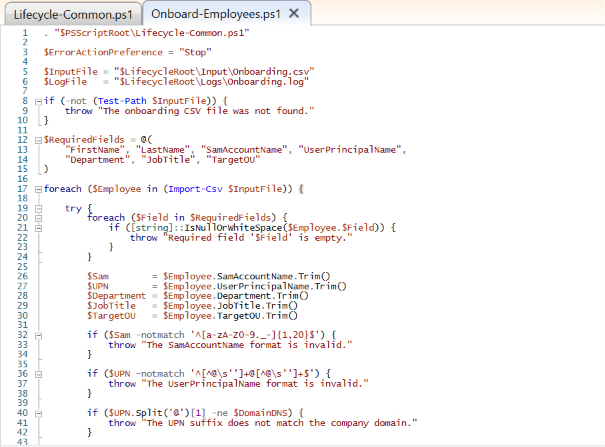 Lifecycle-Common.ps1 Onboard-Employees.ps1 X
1 . "$PSScriptRoot\Lifecycle-Common.ps1"
2
3 $ErrorActionPreference = "Stop"
4
5 $InputFile = "$LifecycleRoot\Input\Onboarding.csv"
6 $LogFile = "$LifecycleRoot\Logs\Onboarding.log"
7
8 if (-not (Test-Path $InputFile)) {
9 throw "The onboarding CSV file was not found."
10 }
11
12 $RequiredFields = @(
13 "FirstName", "LastName", "SamAccountName", "UserPrincipalName",
14 "Department", "JobTitle", "TargetOU"
15 )
16
17 foreach ($Employee in (Import-Csv $InputFile)) {
18
19 try {
20 foreach ($Field in $RequiredFields) {
21 if ([string]::IsNullOrWhiteSpace($Employee.$Field)) {
22 throw "Required field '$Field' is empty."
23 }
24 }
25
26 $Sam = $Employee.SamAccountName.Trim()
27 $UPN = $Employee.UserPrincipalName.Trim()
28 $Department = $Employee.Department.Trim()
29 $JobTitle = $Employee.JobTitle.Trim()
30 $TargetOU = $Employee.TargetOU.Trim()
31
32 if ($Sam -notmatch '^[a-zA-Z0-9._-]{1,20}$') {
33 throw "The SamAccountName format is invalid."
34 }
35
36 if ($UPN -notmatch '^[^@\s'']+@[^@\s'']+$') {
37 throw "The UserPrincipalName format is invalid."
38 }
39
40 if ($UPN.Split('@')[1] -ne $DomainDNS) {
41 throw "The UPN suffix does not match the company domain."
42 }
43